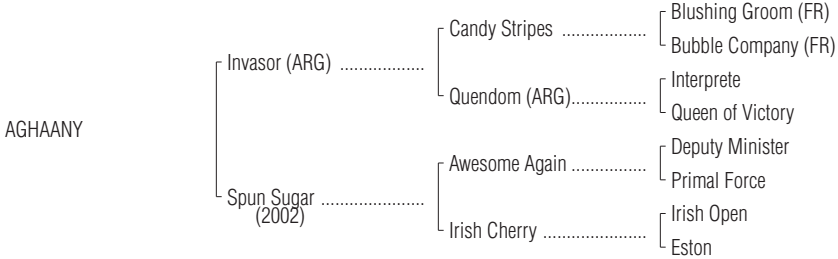 Blushing Groom (FR)
Candy Stripes ..................
Bubble Company (FR)
Invasor (ARG) ..................
Interprete
Quendom (ARG)................
Queen of Victory
AGHAANY
Deputy Minister
Awesome Again ................
Primal Force
Spun Sugar ......................
(2002)
Irish Open
Irish Cherry ......................
Eston